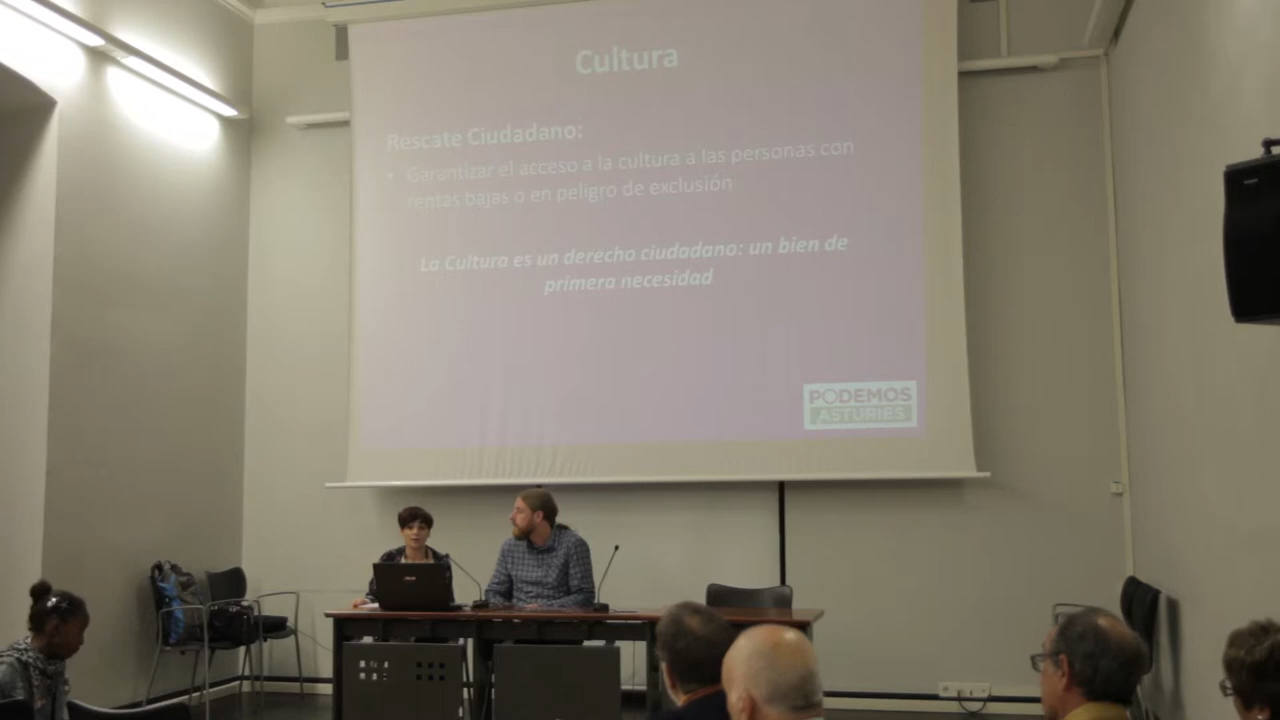 Cultura
Rescate Ciudadano:
• Garantizar el acceso a la cultura a las personas con
rentas bajas o en peligro de exclusión
La Cultura es un derecho ciudadano: un bien de
primera necesidad
PODEMOS
ASTURIES